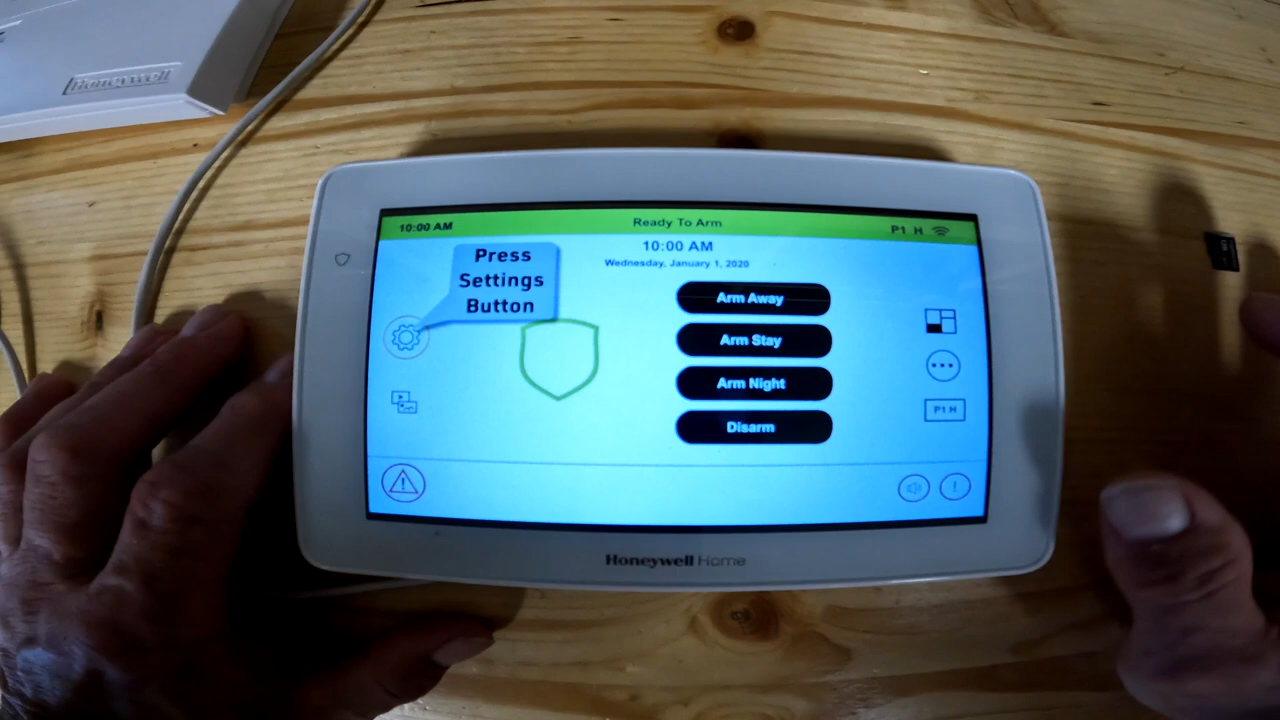 Honeywell
10:00 AM
Ready To Arm
P1 H
10:00 AM
Wednesday, January 1, 2020
Press
Settings
Button
Arm Away
Arm Stay
Arm Night
Disarm
P1 H
Honeywell Home